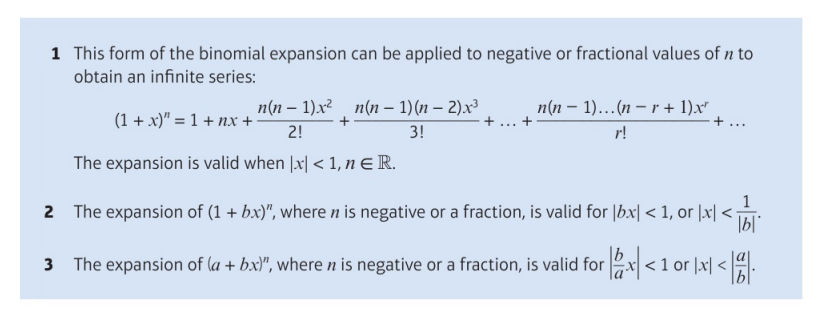 1 This form of the binomial expansion can be applied to negative or fractional values of n to
obtain an infinite series:
(1 + x)ⁿ = 1 + nx + n(n − 1)x²/2! + n(n − 1)(n − 2)x³/3! + ... + n(n − 1)...(n − r + 1)xʳ/r! + ...
The expansion is valid when |x| < 1, n ∈ ℝ.
2 The expansion of (1 + bx)ⁿ, where n is negative or a fraction, is valid for |bx| < 1, or |x| < 1/|b|.
3 The expansion of (a + bx)ⁿ, where n is negative or a fraction, is valid for |b/a x| < 1 or |x| < |a/b|.